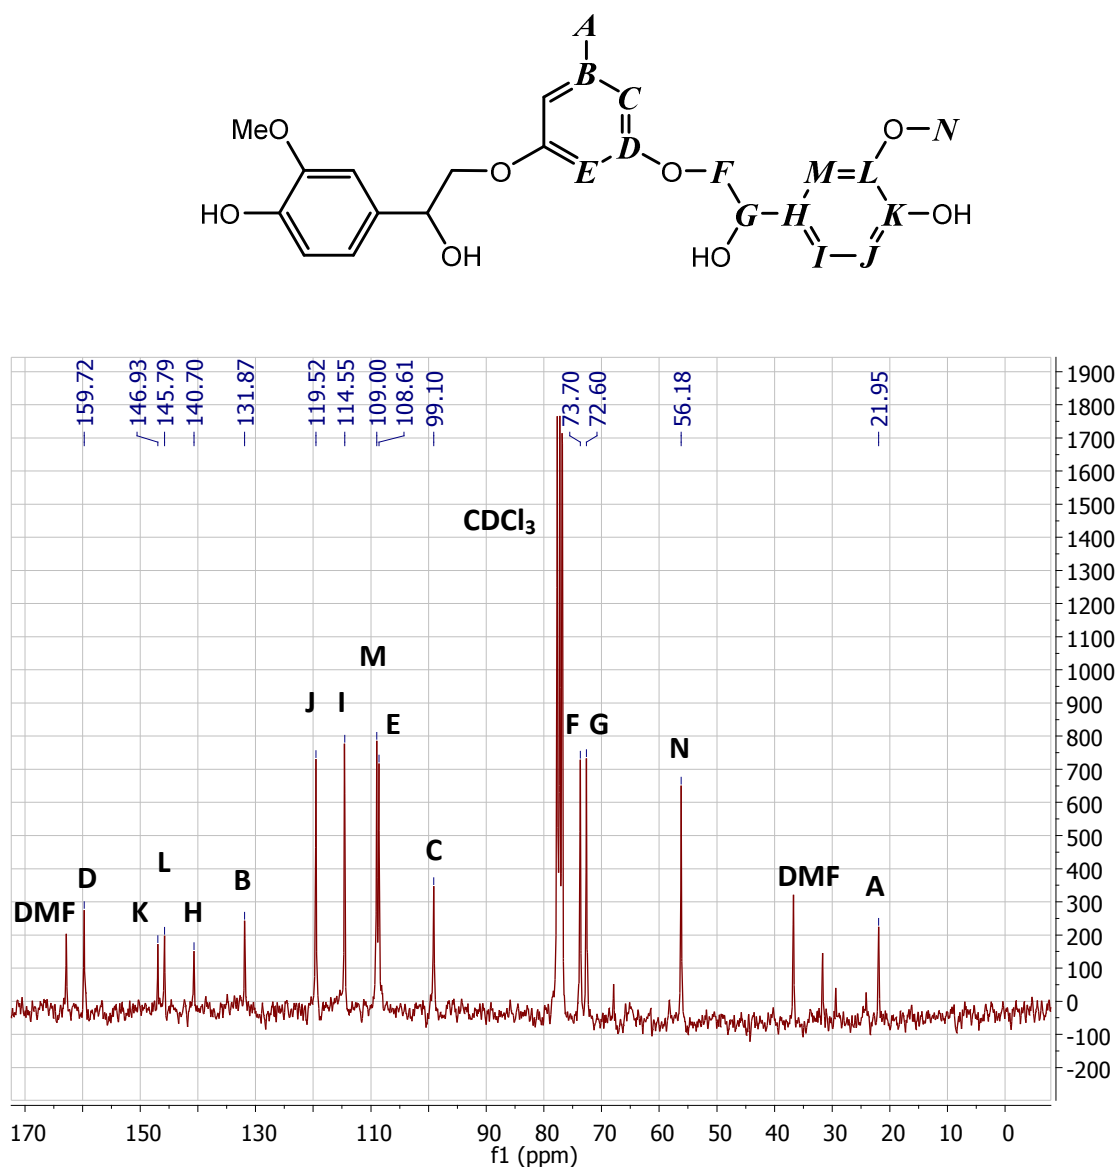 A
B
C
MeO
O
N
D
O
E
O
F
M
L
HO
G
H
K
OH
OH
HO
I
J
159.72
146.93
145.79
140.70
131.87
119.52
114.55
109.00
108.61
99.10
73.70
72.60
56.18
21.95
1900
1800
1700
1600
1500
1400
1300
1200
1100
1000
900
800
700
600
500
400
300
200
100
0
-100
-200
CDCl3
M
J I
E
F G
N
C
D
L
B
DMF
A
DMF
K
H
170 150 130 110 90 80 70 60 50 40 30 20 10 0
f1 (ppm)